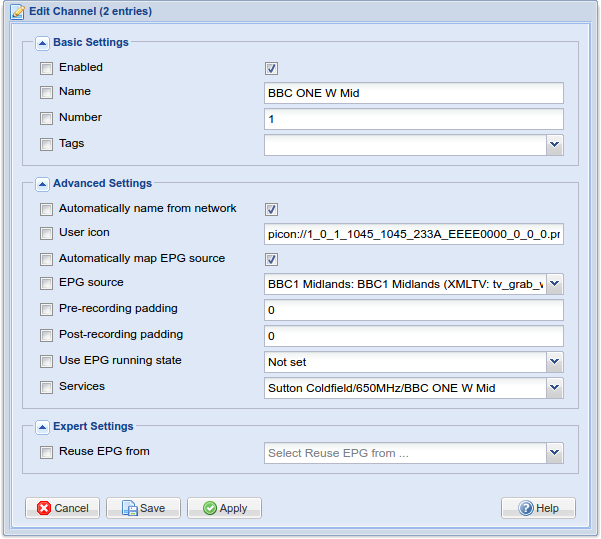 Edit Channel (2 entries)
Basic Settings
Enabled
Name BBC ONE W Mid
Number 1
Tags
Advanced Settings
Automatically name from network
User icon picon://1_0_1_1045_1045_233A_EEEE0000_0_0_0.pr
Automatically map EPG source
EPG source BBC1 Midlands: BBC1 Midlands (XMLTV: tv_grab_v
Pre-recording padding 0
Post-recording padding 0
Use EPG running state Not set
Services Sutton Coldfield/650MHz/BBC ONE W Mid
Expert Settings
Reuse EPG from Select Reuse EPG from ...
Cancel Save Apply Help